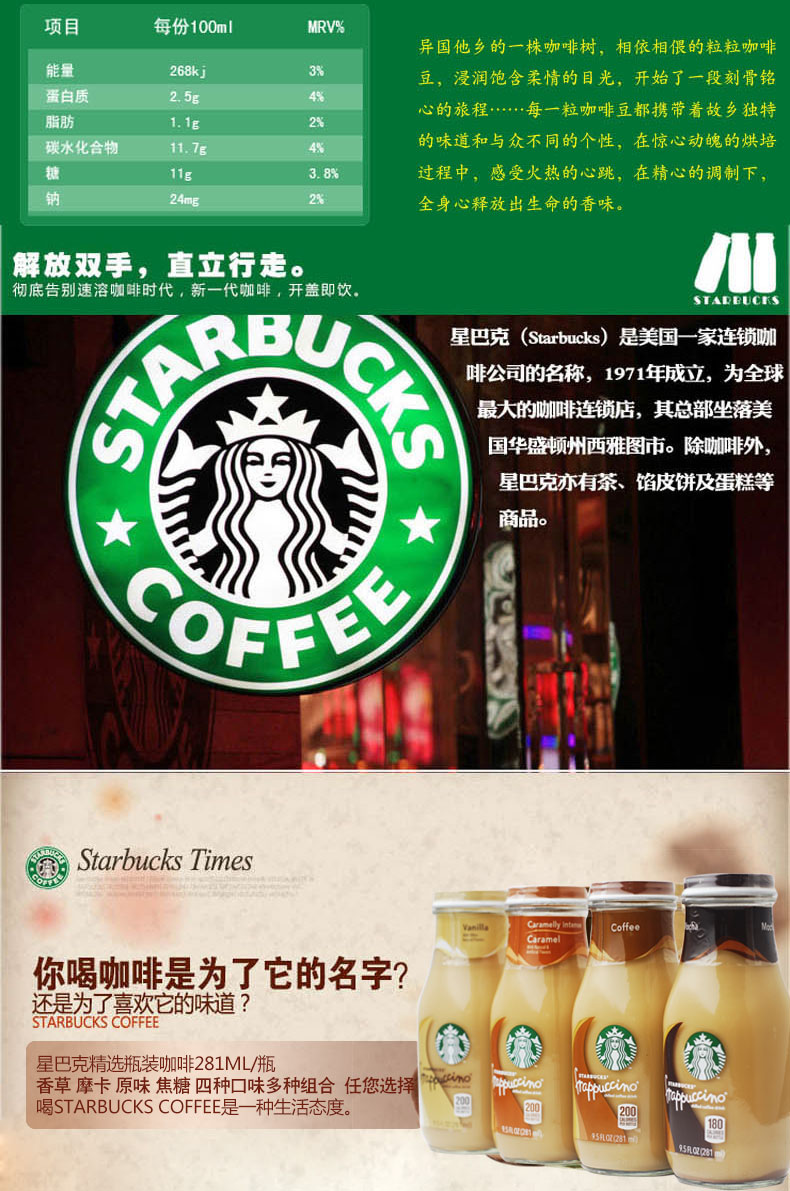 项目 每份100ml MRV%
能量 268kj 3%
蛋白质 2.5g 4%
脂肪 1.1g 2%
碳水化合物 11.7g 4%
糖 11g 3.8%
钠 24mg 2%
异国他乡的一株咖啡树，相依相偎的粒粒咖啡
豆，浸润饱含柔情的目光，开始了一段刻骨铭
心的旅程……每一粒咖啡豆都携带着故乡独特
的味道和与众不同的个性，在惊心动魄的烘培
过程中，感受火热的心跳，在精心的调制下，
全身心释放出生命的香味。
解放双手，直立行走。
彻底告别速溶咖啡时代，新一代咖啡，开盖即饮。
STARBUCKS
STARBUCKS
COFFEE
星巴克（Starbucks）是美国一家连锁咖
啡公司的名称，1971年成立，为全球
最大的咖啡连锁店，其总部坐落美
国华盛顿州西雅图市。除咖啡外，
星巴克亦有茶、馅皮饼及蛋糕等
商品。
STARBUCKS
COFFEE
Starbucks Times
你喝咖啡是为了它的名字?
还是为了喜欢它的味道？
STARBUCKS COFFEE
星巴克精选瓶装咖啡281ML/瓶
香草 摩卡 原味 焦糖 四种口味多种组合 任您选择
喝STARBUCKS COFFEE是一种生活态度。
Vanilla
Caramelly Intense
Caramel
Coffee
Mocha
frappuccino
200
frappuccino
200
9.5 FL OZ (281 ml)
frappuccino
200
CALORIES
PER BOTTLE
9.5 FL OZ (281 ml)
frappuccino
180
CALORIES
PER BOTTLE
9.5 FL OZ (281 ml)